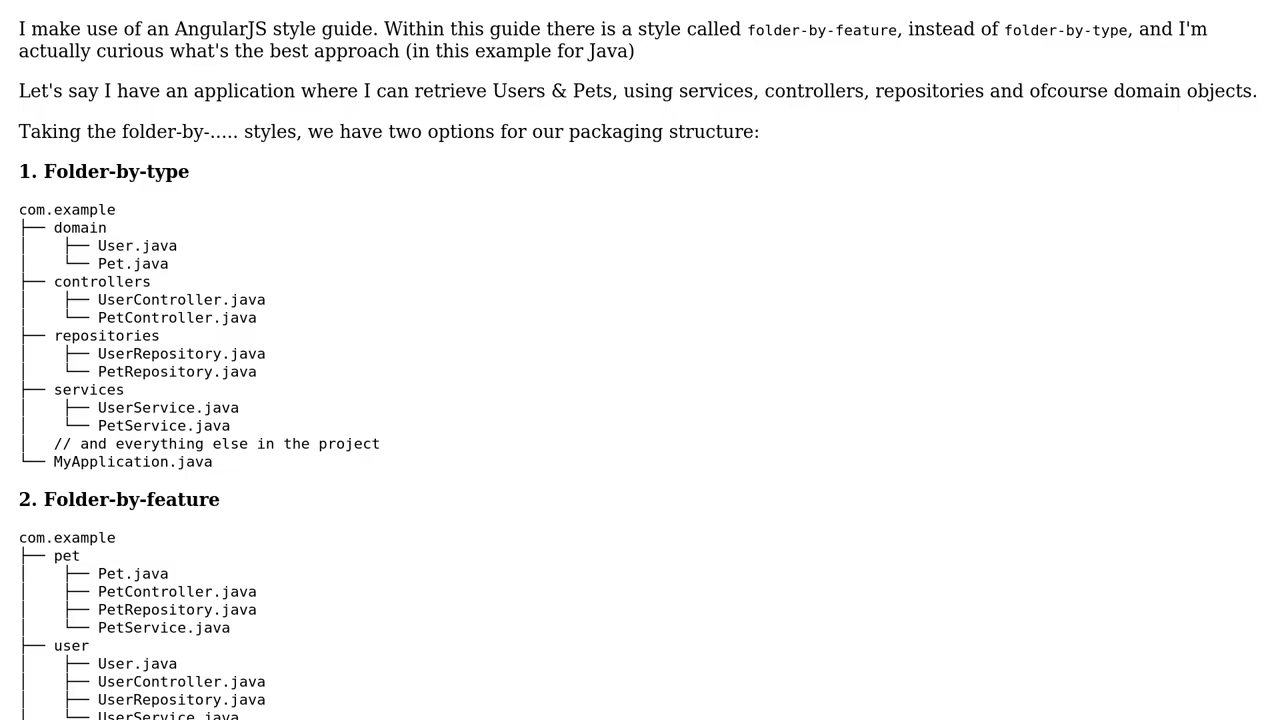 I make use of an AngularJS style guide. Within this guide there is a style called folder-by-feature, instead of folder-by-type, and I'm
actually curious what's the best approach (in this example for Java)
Let's say I have an application where I can retrieve Users & Pets, using services, controllers, repositories and ofcourse domain objects.
Taking the folder-by-..... styles, we have two options for our packaging structure:
1. Folder-by-type
com.example
├── domain
│    ├── User.java
│    └── Pet.java
├── controllers
│    ├── UserController.java
│    └── PetController.java
├── repositories
│    ├── UserRepository.java
│    └── PetRepository.java
├── services
│    ├── UserService.java
│    └── PetService.java
│   // and everything else in the project
└── MyApplication.java
2. Folder-by-feature
com.example
├── pet
│    ├── Pet.java
│    ├── PetController.java
│    ├── PetRepository.java
│    └── PetService.java
├── user
│    ├── User.java
│    ├── UserController.java
│    ├── UserRepository.java
│    └── UserService.java